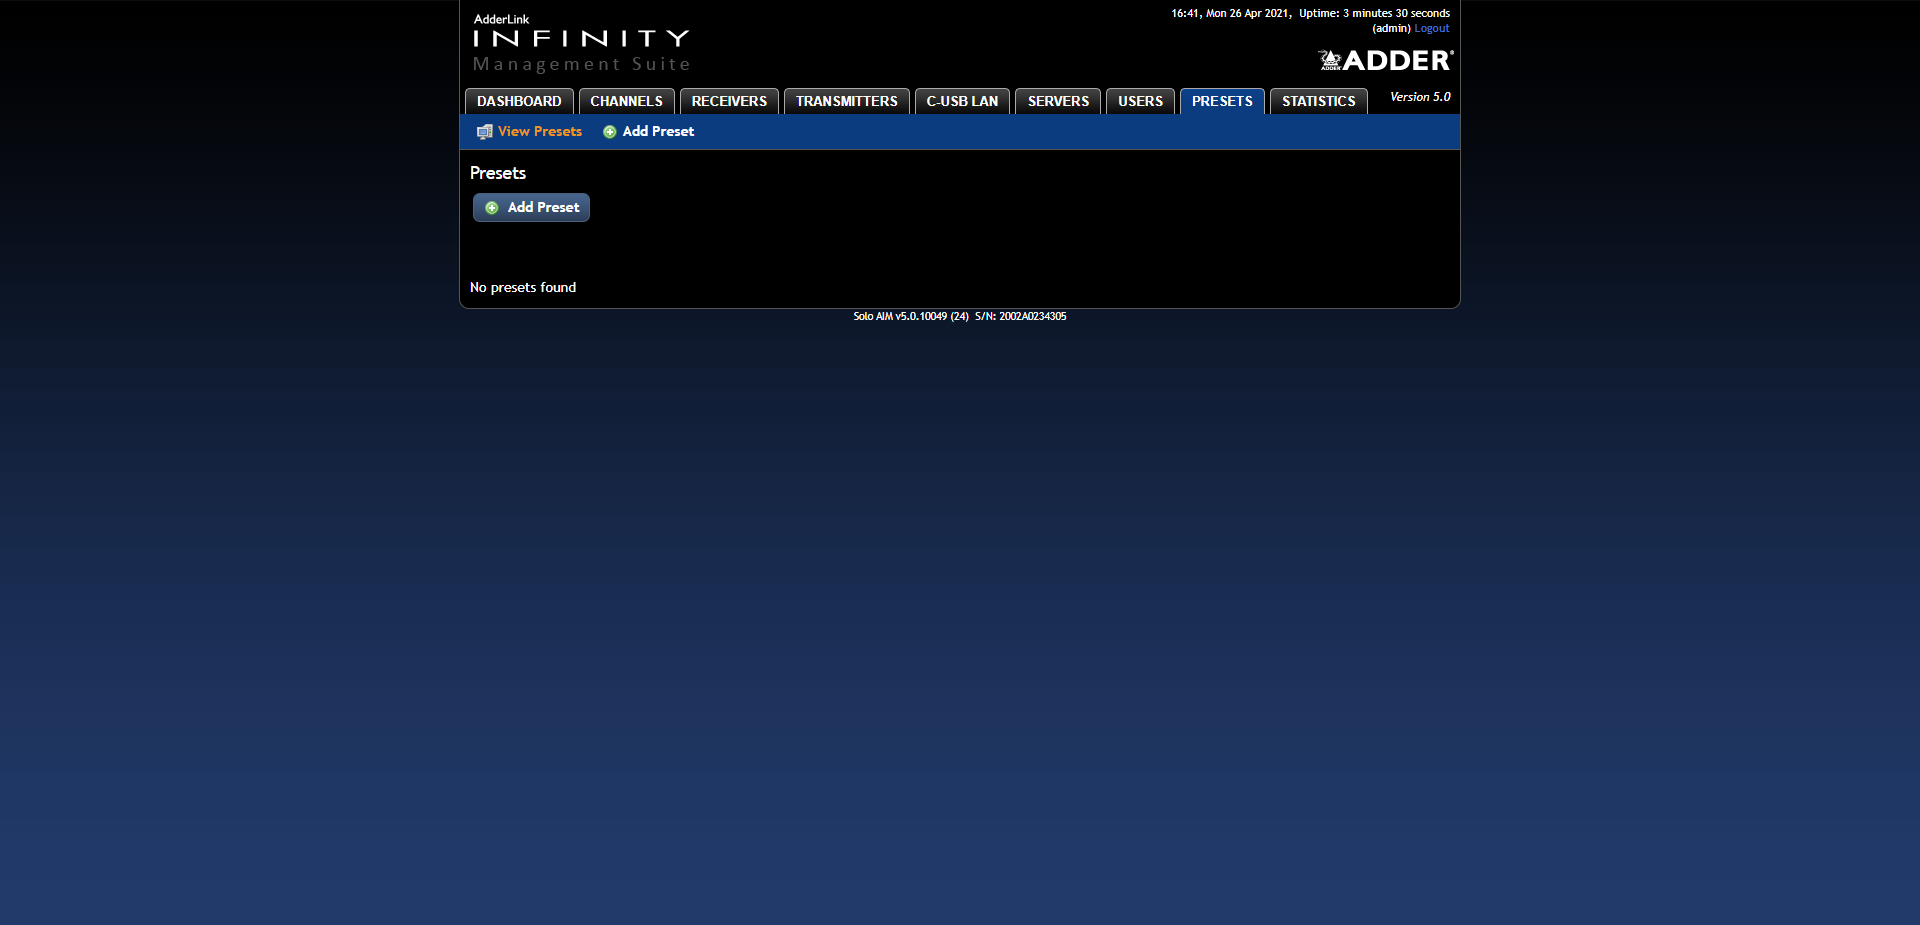 AdderLink
INFINITY
Management Suite
16:41, Mon 26 Apr 2021, Uptime: 3 minutes 30 seconds
(admin) Logout
ADDER ADDER®
DASHBOARD CHANNELS RECEIVERS TRANSMITTERS C-USB LAN SERVERS USERS PRESETS STATISTICS Version 5.0
View Presets Add Preset
Presets
Add Preset
No presets found
Solo AIM v5.0.10049 (24) S/N: 2002A0234305